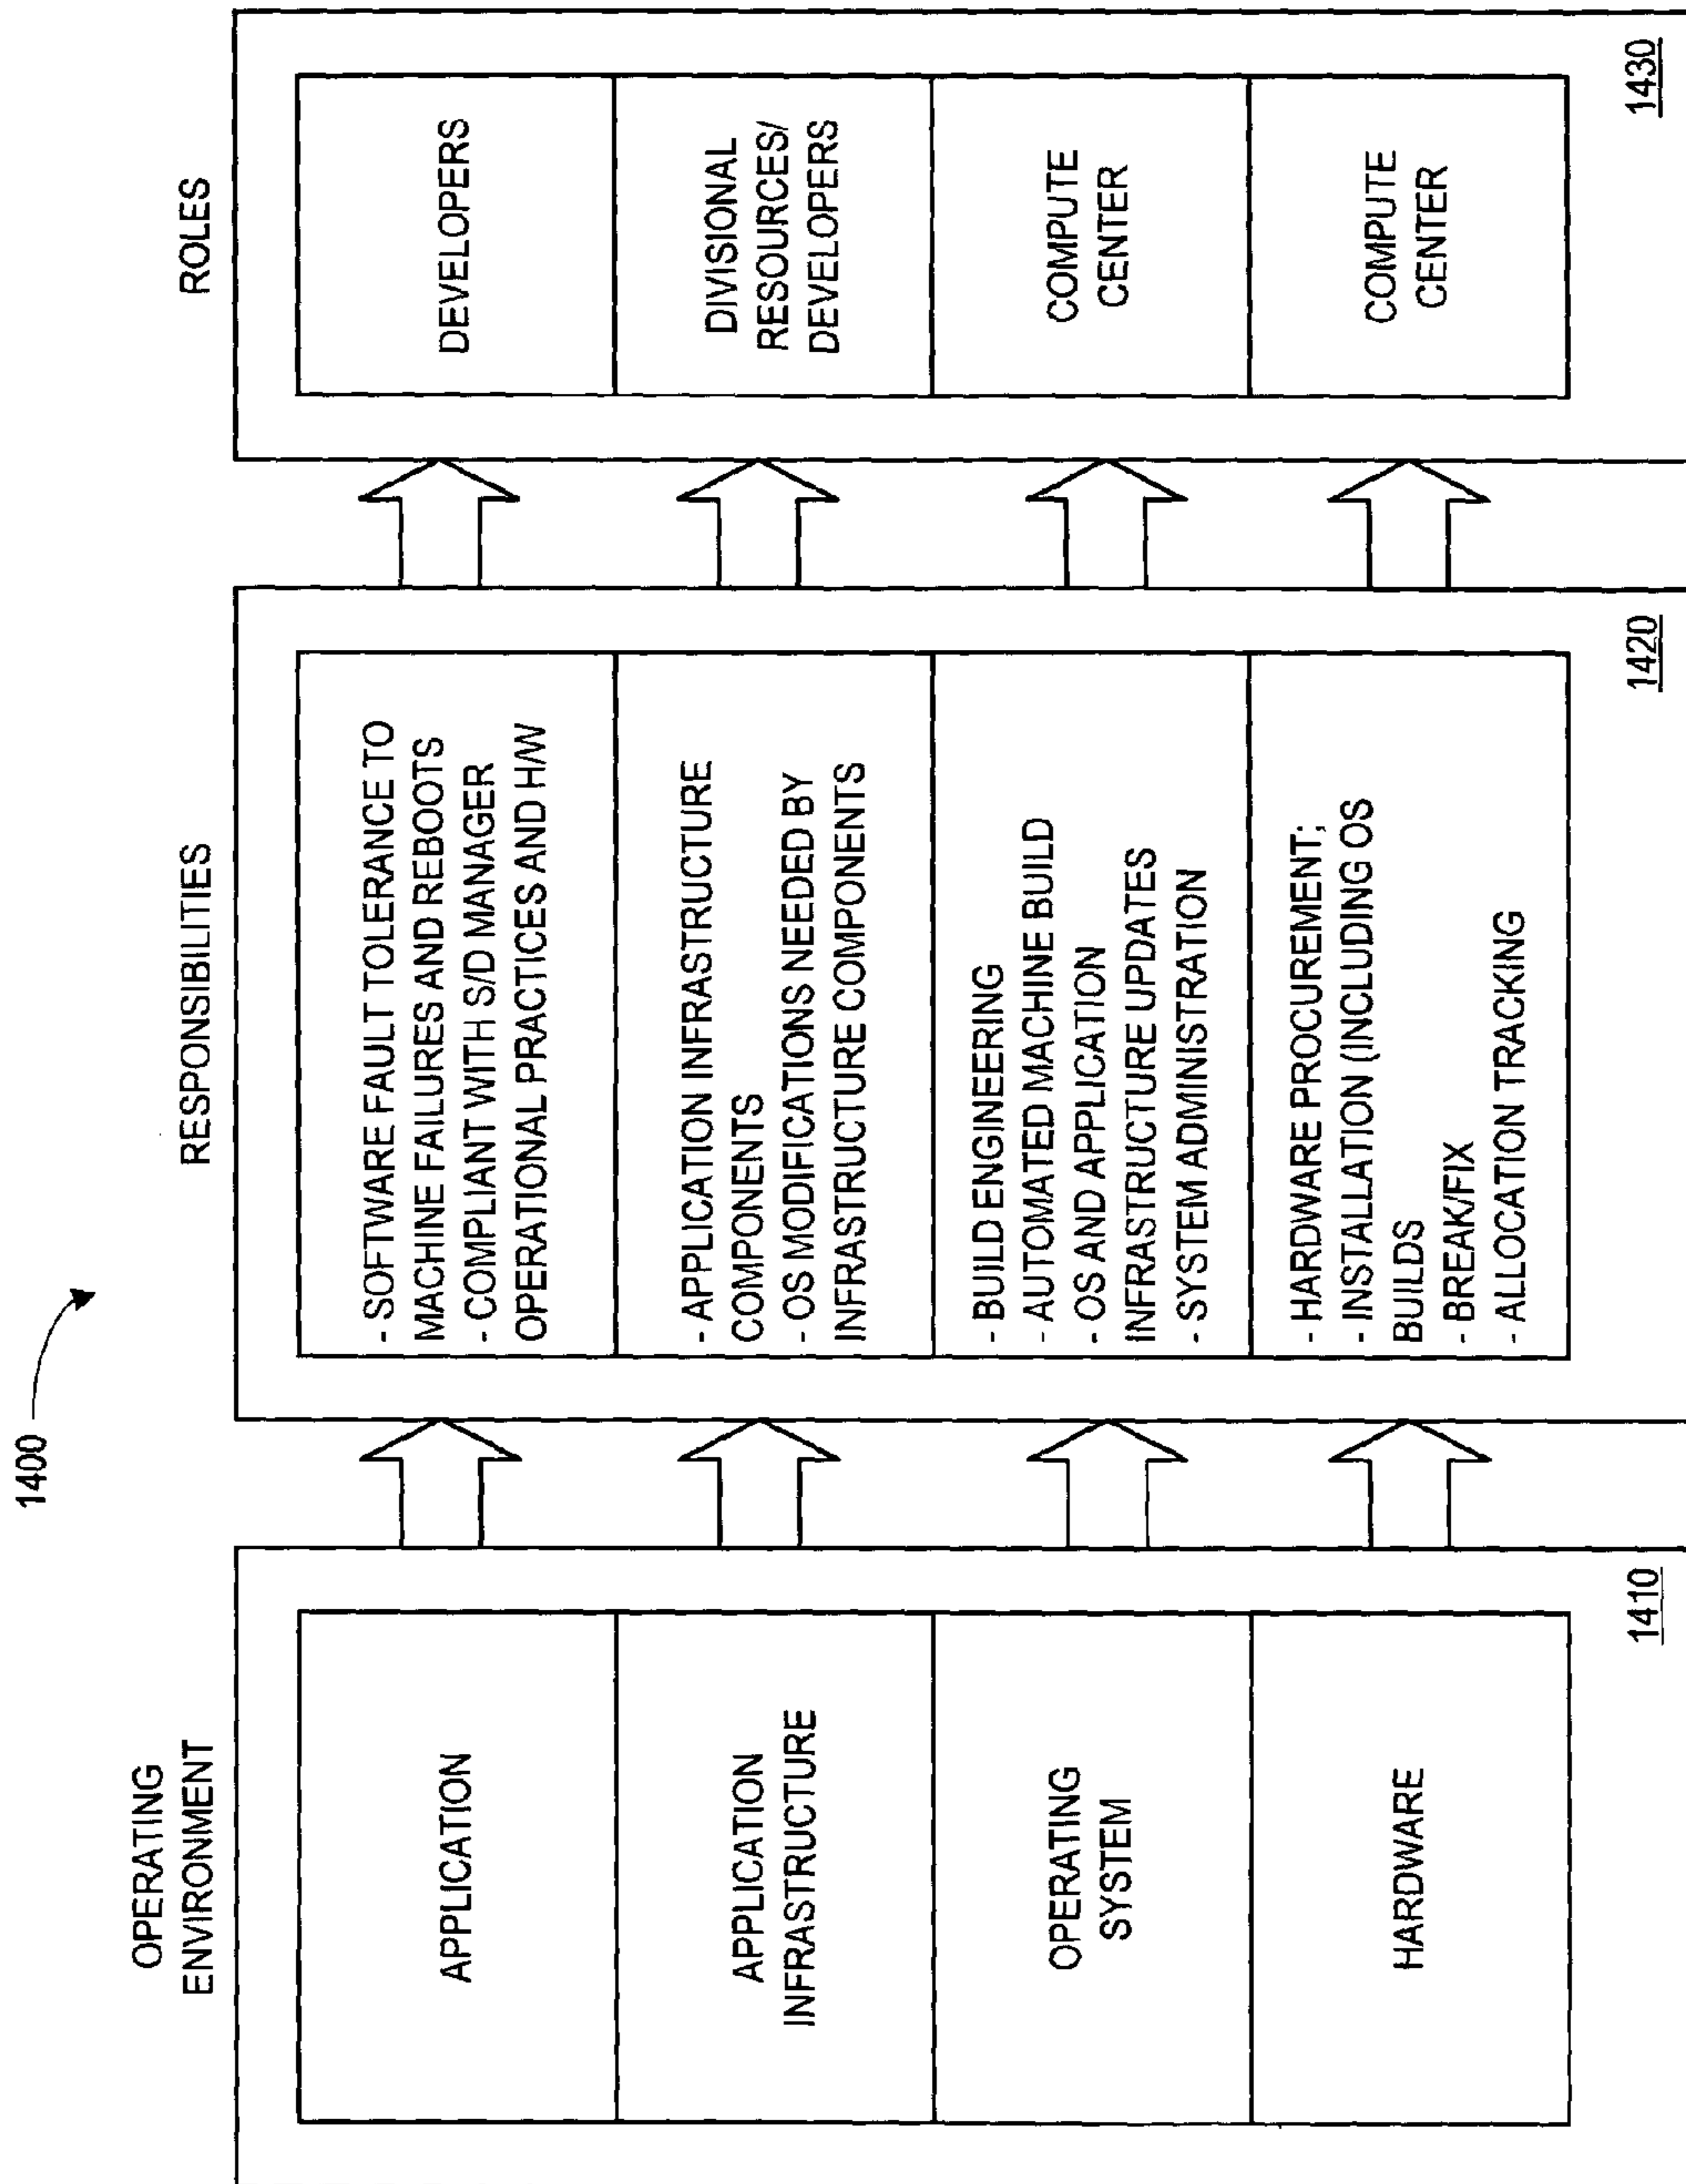 1400
OPERATING
ENVIRONMENT
APPLICATION
APPLICATION
INFRASTRUCTURE
OPERATING
SYSTEM
HARDWARE
1410
RESPONSIBILITIES
- SOFTWARE FAULT TOLERANCE TO
MACHINE FAILURES AND REBOOTS
- COMPLIANT WITH S/D MANAGER
OPERATIONAL PRACTICES AND H/W
- APPLICATION INFRASTRUCTURE
COMPONENTS
- OS MODIFICATIONS NEEDED BY
INFRASTRUCTURE COMPONENTS
- BUILD ENGINEERING
- AUTOMATED MACHINE BUILD
- OS AND APPLICATION
INFRASTRUCTURE UPDATES
- SYSTEM ADMINISTRATION
- HARDWARE PROCUREMENT;
- INSTALLATION (INCLUDING OS
BUILDS
- BREAK/FIX
- ALLOCATION TRACKING
1420
ROLES
DEVELOPERS
DIVISIONAL
RESOURCES/
DEVELOPERS
COMPUTE
CENTER
COMPUTE
CENTER
1430